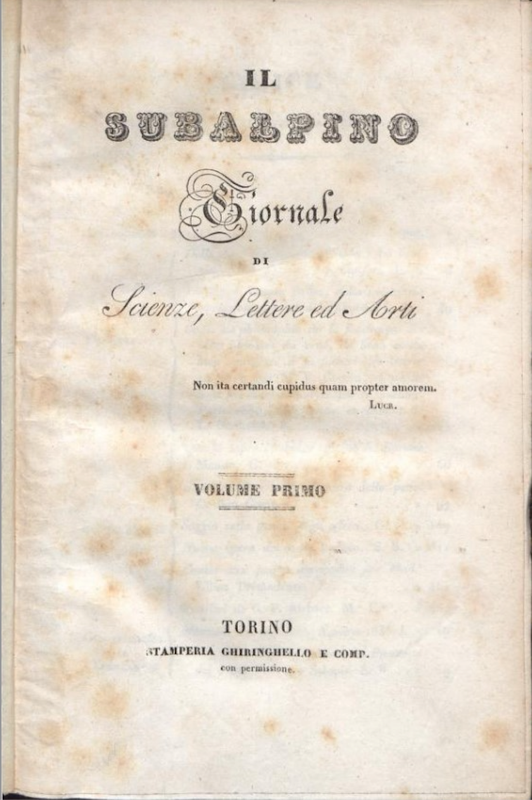 IL
SUBALPINO
Giornale
DI
Scienze, Lettere ed Arti
Non ita certandi cupidus quam propter amorem.
Lucr.
VOLUME PRIMO
TORINO
STAMPERIA GHIRINGHELLO E COMP.
con permissione.